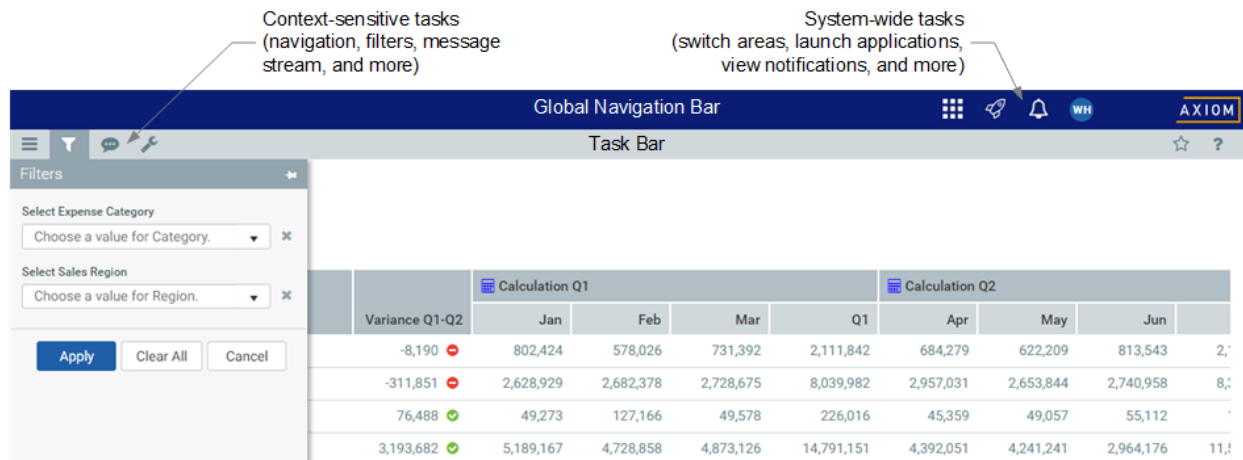 Context-sensitive tasks
(navigation, filters, message
stream, and more)
System-wide tasks
(switch areas, launch applications,
view notifications, and more)
Global Navigation Bar
WH
AXIOM
Task Bar
?
Filters
Select Expense Category
Choose a value for Category.
Select Sales Region
Choose a value for Region.
Apply Clear All Cancel
Calculation Q1 Calculation Q2
Variance Q1-Q2 Jan Feb Mar Q1 Apr May Jun
-8,190 802,424 578,026 731,392 2,111,842 684,279 622,209 813,543
-311,851 2,628,929 2,682,378 2,728,675 8,039,982 2,957,031 2,653,844 2,740,958
76,488 49,273 127,166 49,578 226,016 45,359 49,057 55,112
3,193,682 5,189,167 4,728,858 4,873,126 14,791,151 4,392,051 4,241,241 2,964,176